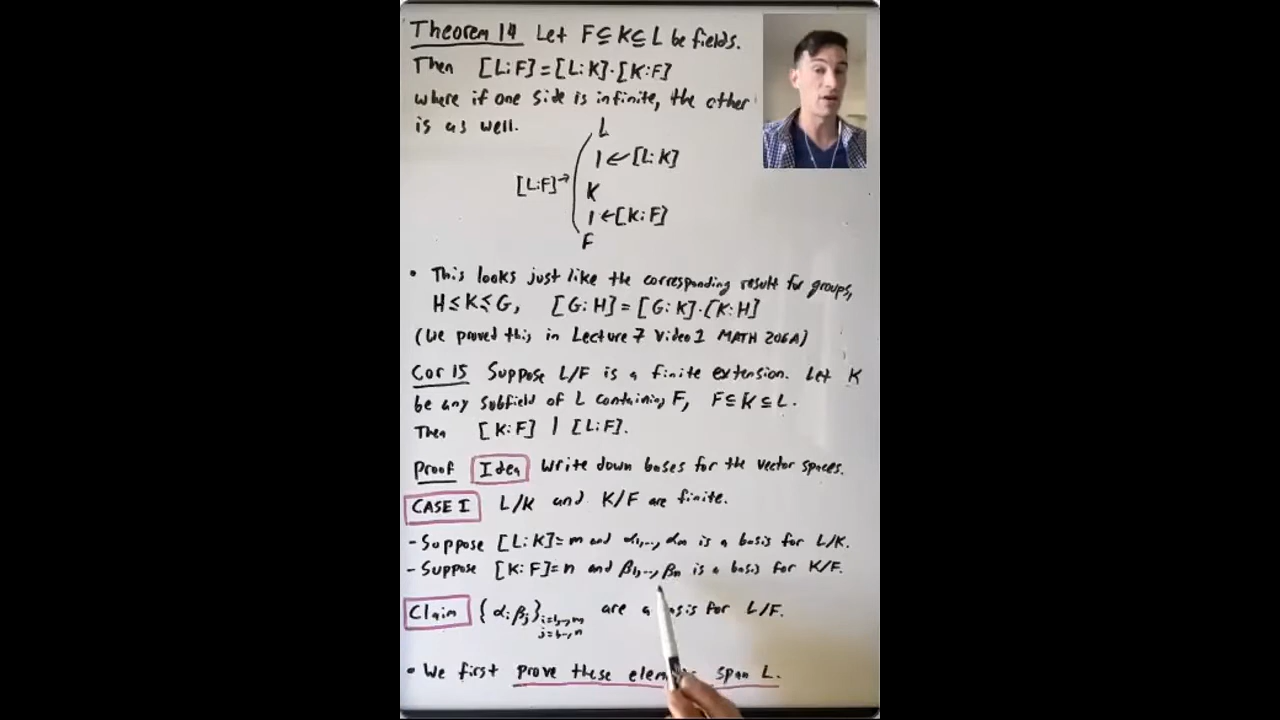 Theorem 14 Let F⊆K⊆L be fields.
Then [L:F]=[L:K]·[K:F]
where if one side is infinite, the other
is as well.
L
| ←[L:K]
[L:F]→
K
| ←[K:F]
F
• This looks just like the corresponding result for groups,
H≤K≤G, [G:H]=[G:K]·[K:H]
(We proved this in Lecture 7 Video 1 MATH 206A)
Cor 15 Suppose L/F is a finite extension. Let K
be any subfield of L containing F, F⊆K⊆L.
Then [K:F] | [L:F].
Proof Idea Write down bases for the vector spaces.
CASE I L/K and K/F are finite.
-Suppose [L:K]=m and α1,..,αm is a basis for L/K.
-Suppose [K:F]=n and β1,..,βn is a basis for K/F.
Claim {αiβj} i=1,..,m are a basis for L/F.
j=1,..,n
• We first prove these elements span L.